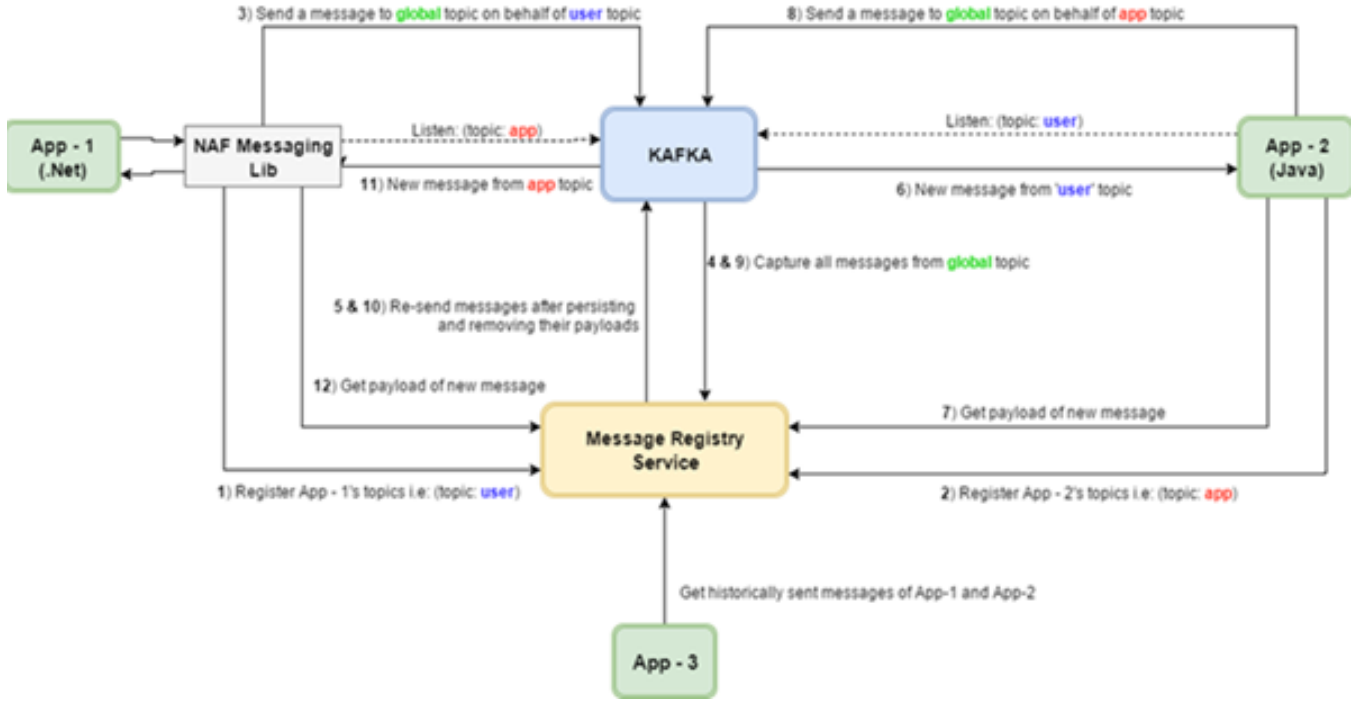 3) Send a message to global topic on behalf of user topic
8) Send a message to global topic on behalf of app topic
App - 1
(.Net)
NAF Messaging
Lib
Listen: (topic: app)
KAFKA
Listen: (topic: user)
App - 2
(Java)
11) New message from app topic
6) New message from 'user' topic
4 & 9) Capture all messages from global topic
5 & 10) Re-send messages after persisting
and removing their payloads
12) Get payload of new message
7) Get payload of new message
Message Registry
Service
1) Register App - 1's topics i.e: (topic: user)
2) Register App - 2's topics i.e: (topic: app)
Get historically sent messages of App-1 and App-2
App - 3